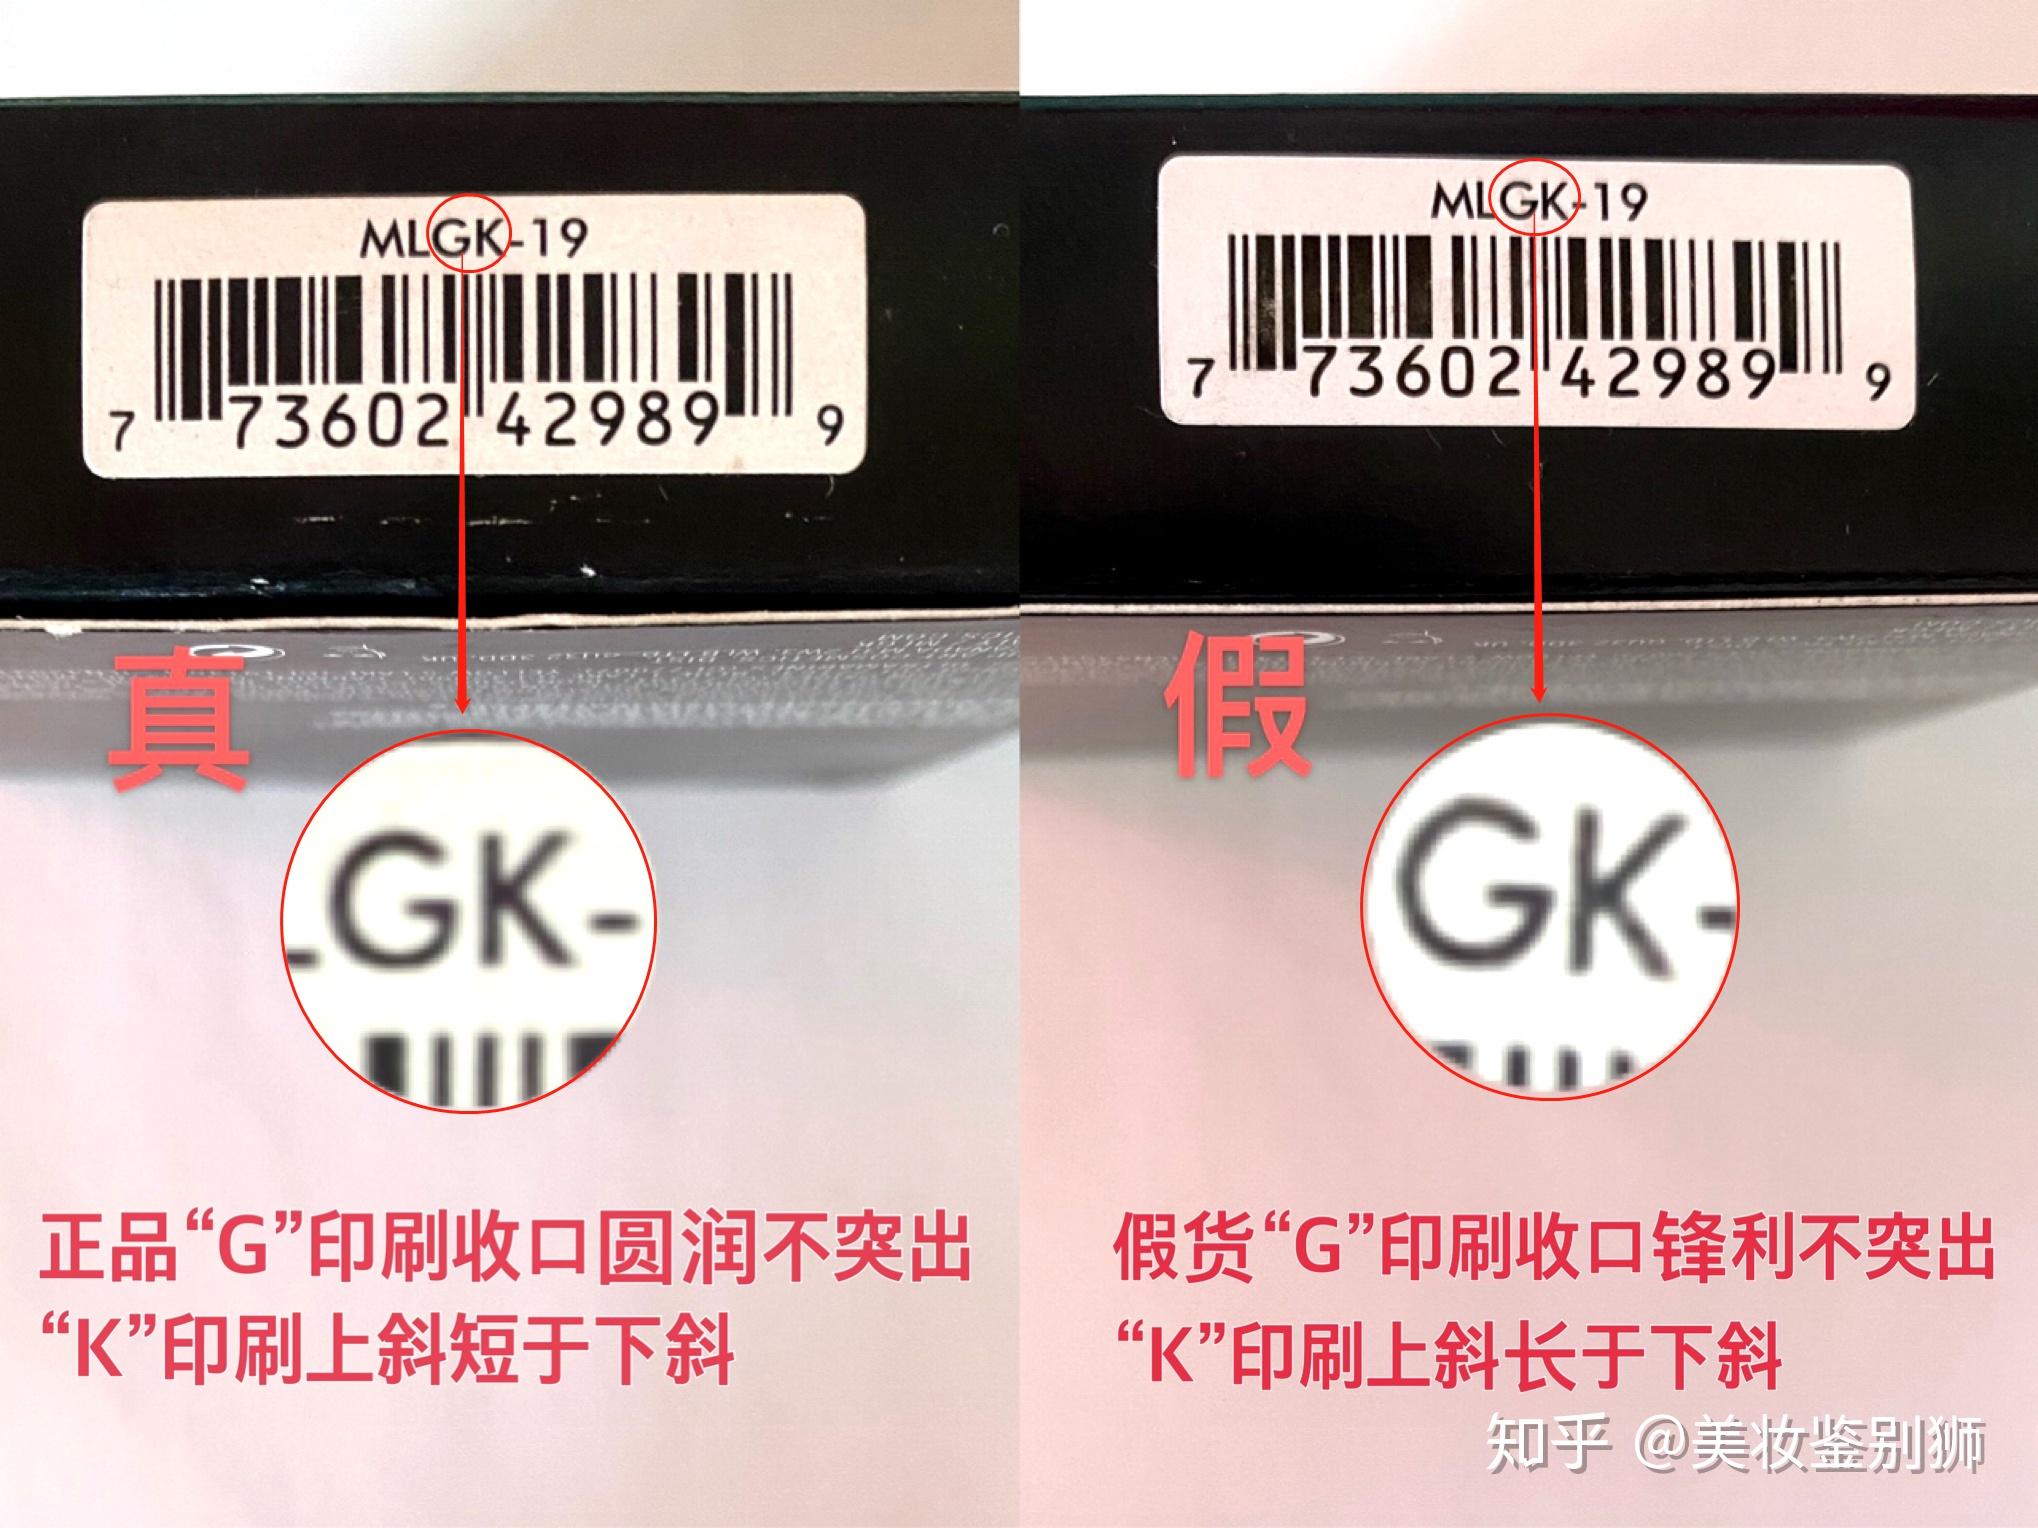 MLGK-19
7 73602 42989 9
真
LGK-
正品“G”印刷收口圆润不突出
“K”印刷上斜短于下斜
MLGK-19
7 73602 42989 9
假
GK-
假货“G”印刷收口锋利不突出
“K”印刷上斜长于下斜
知乎 @美妆鉴别狮